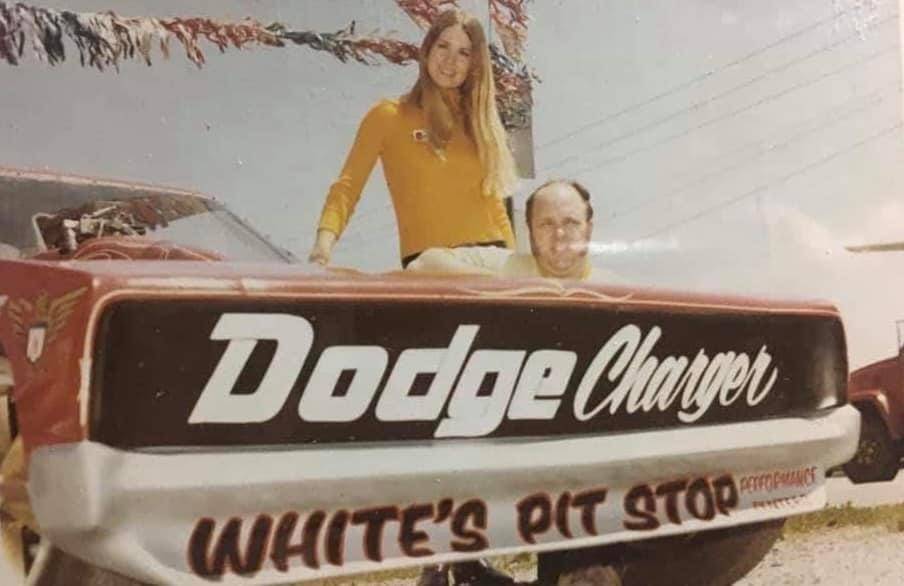 Dodge Charger
WHITE'S PIT STOP
PERFORMANCE